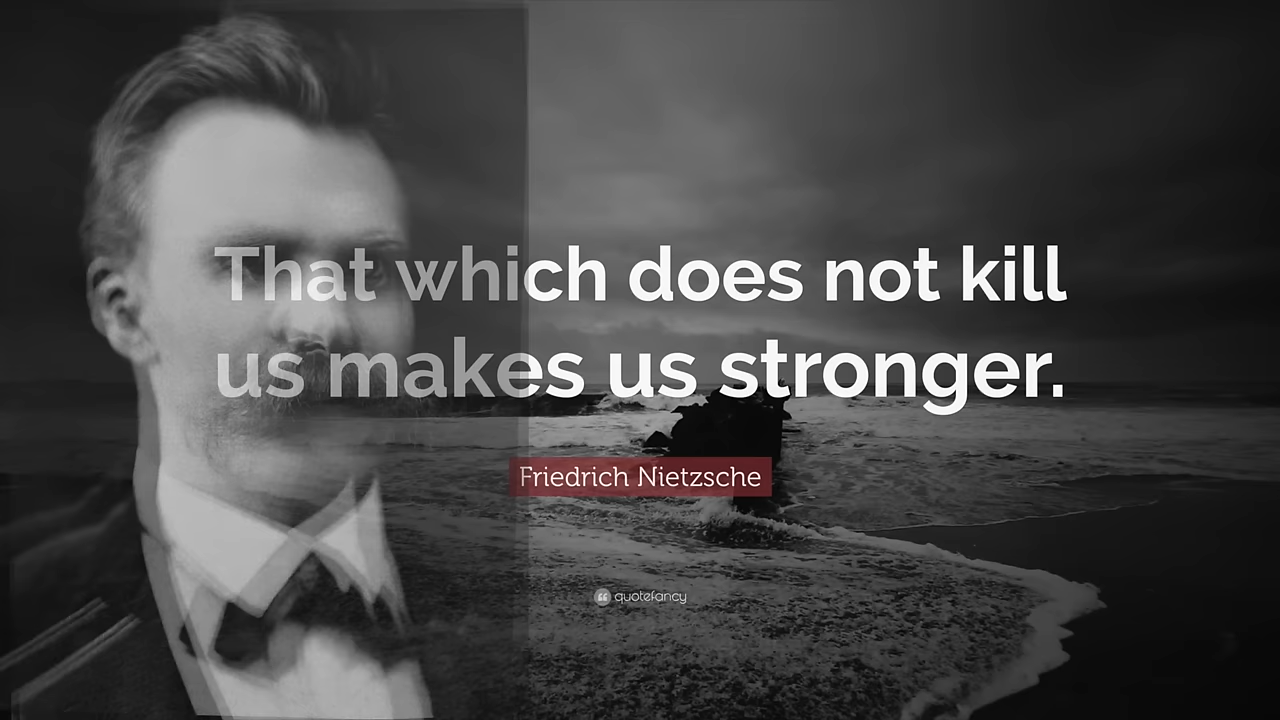 That which does not kill
us makes us stronger.
Friedrich Nietzsche
quotefancy